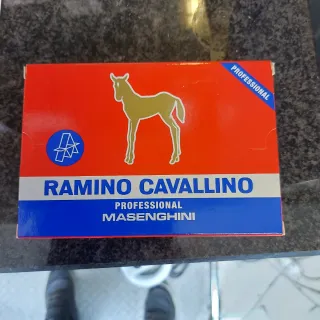 PROFESSIONAL
RAMINO CAVALLINO
PROFESSIONAL
MASENGHINI